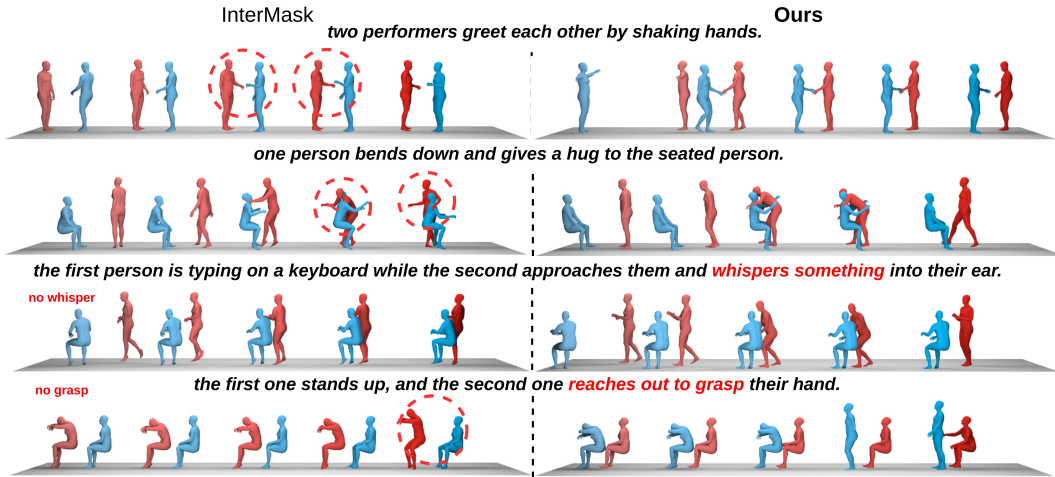 InterMask
Ours
two performers greet each other by shaking hands.
one person bends down and gives a hug to the seated person.
the first person is typing on a keyboard while the second approaches them and whispers something into their ear.
no whisper
the first one stands up, and the second one reaches out to grasp their hand.
no grasp